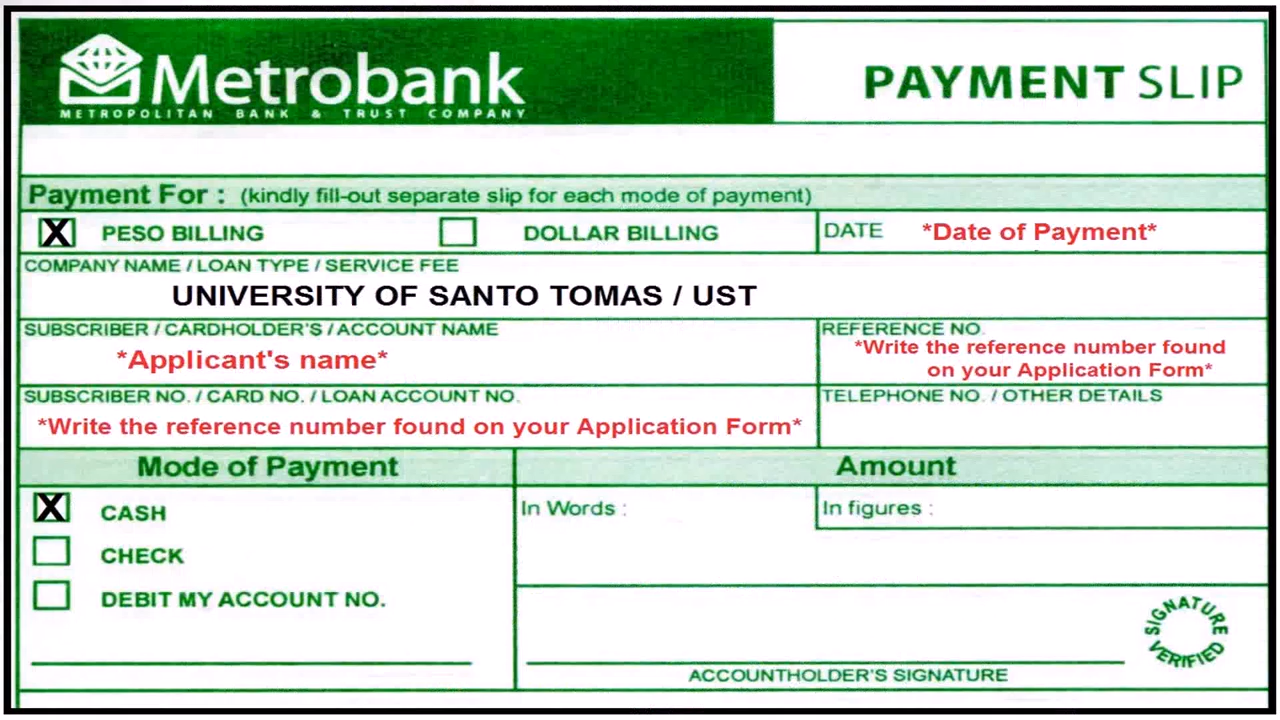 Metrobank
METROPOLITAN BANK & TRUST COMPANY
PAYMENT SLIP
Payment For : (kindly fill-out separate slip for each mode of payment)
X PESO BILLING
DOLLAR BILLING
DATE *Date of Payment*
COMPANY NAME / LOAN TYPE / SERVICE FEE
UNIVERSITY OF SANTO TOMAS / UST
SUBSCRIBER / CARDHOLDER'S / ACCOUNT NAME
*Applicant's name*
REFERENCE NO.
*Write the reference number found
on your Application Form*
SUBSCRIBER NO. / CARD NO. / LOAN ACCOUNT NO.
*Write the reference number found on your Application Form*
TELEPHONE NO. / OTHER DETAILS
Mode of Payment
X CASH
CHECK
DEBIT MY ACCOUNT NO.
Amount
In Words :
In figures :
ACCOUNTHOLDER'S SIGNATURE
SIGNATURE VERIFIED